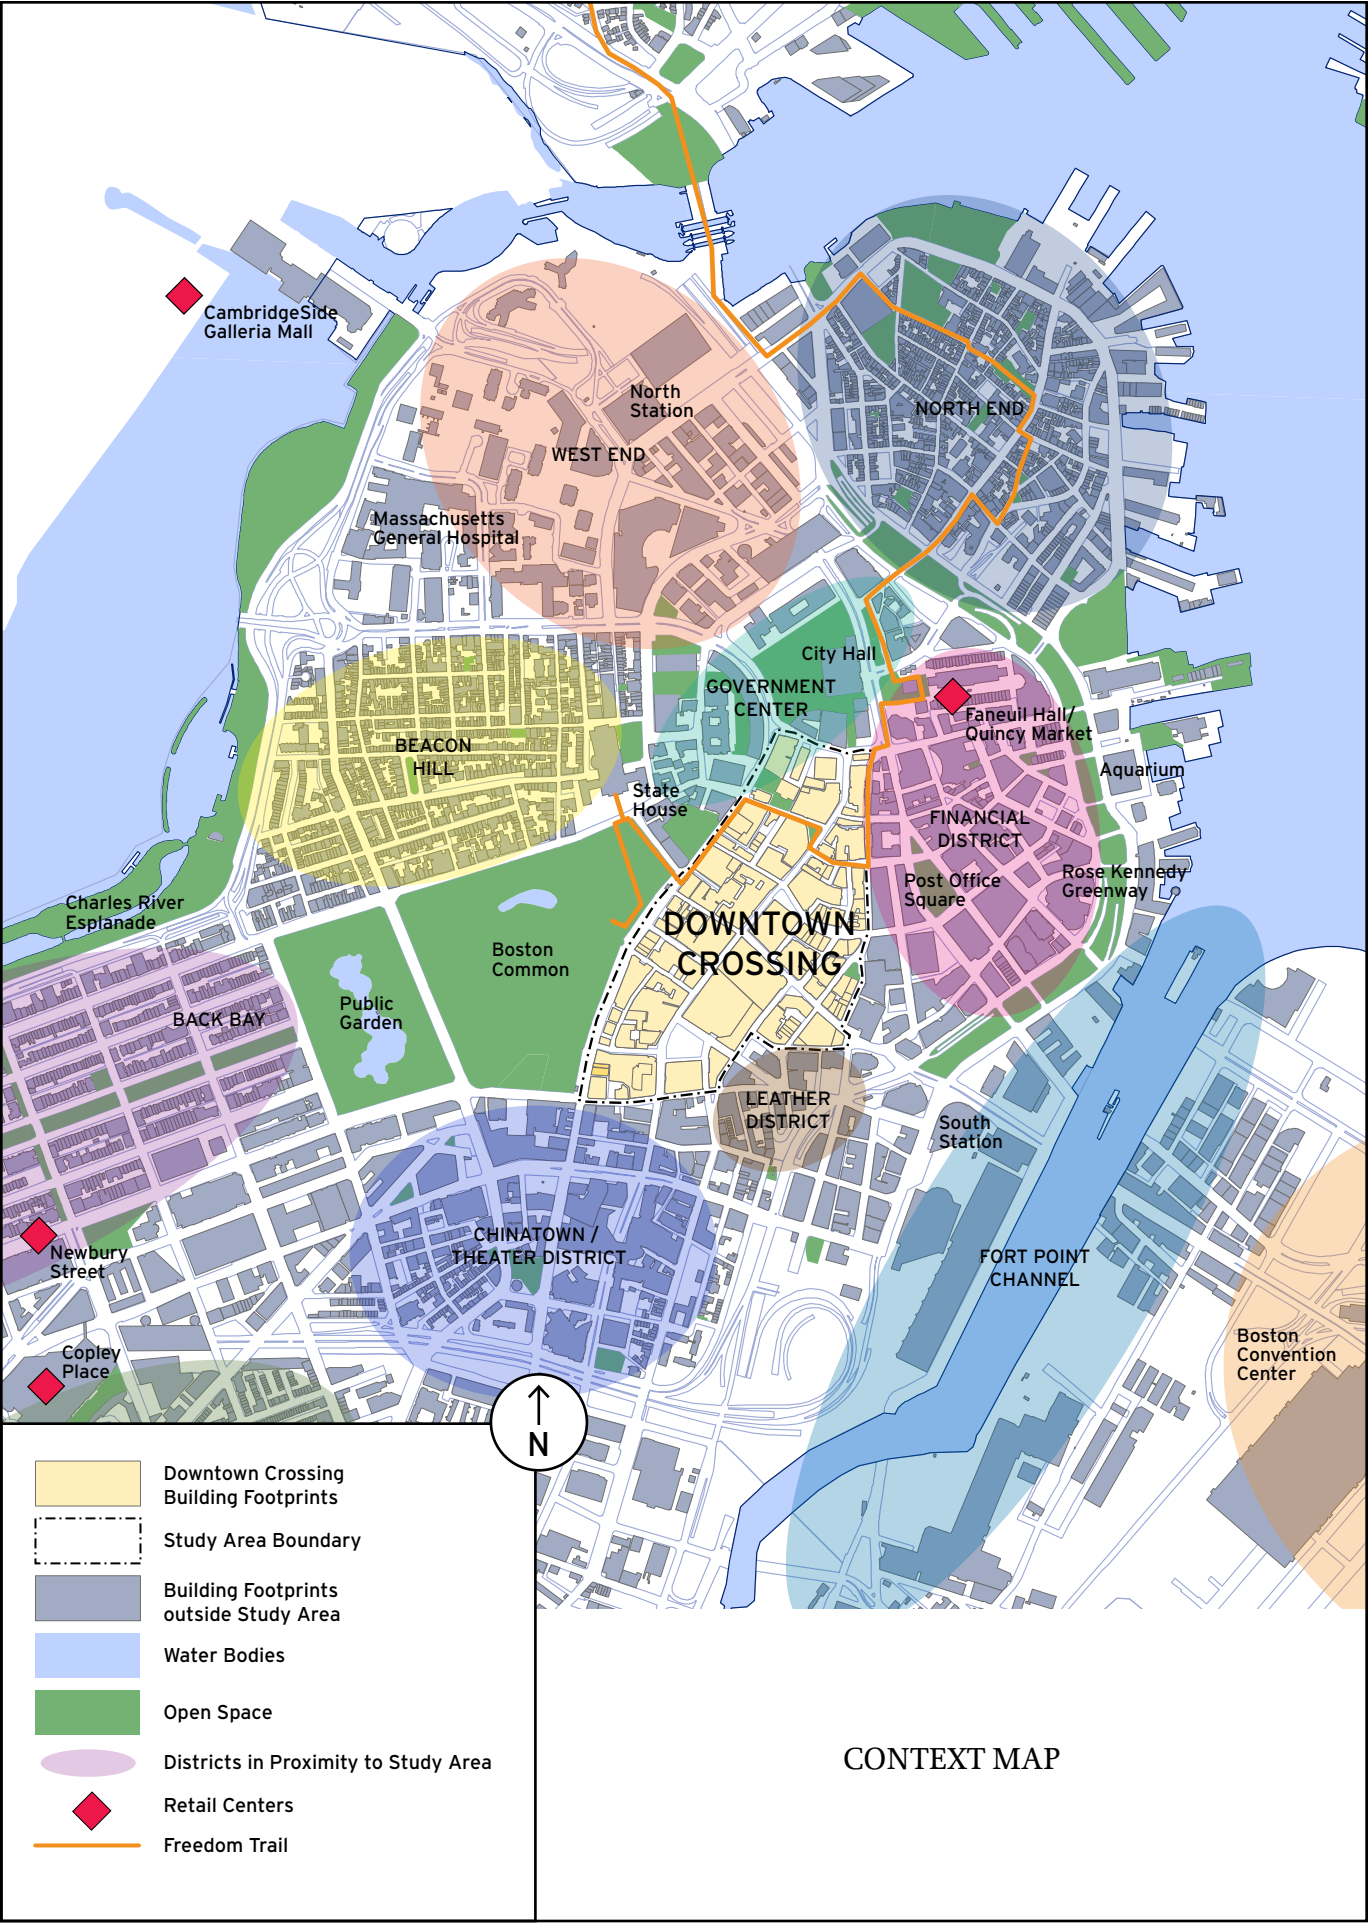 CambridgeSide
Galleria Mall
North
Station
NORTH END
WEST END
Massachusetts
General Hospital
City Hall
GOVERNMENT
CENTER
Faneuil Hall/
Quincy Market
BEACON
HILL
Aquarium
State
House
FINANCIAL
DISTRICT
Post Office
Square
Rose Kennedy
Greenway
Charles River
Esplanade
DOWNTOWN
CROSSING
Boston
Common
Public
Garden
BACK BAY
LEATHER
DISTRICT
South
Station
CHINATOWN /
THEATER DISTRICT
Newbury
Street
FORT POINT
CHANNEL
Boston
Convention
Center
Copley
Place
N
Downtown Crossing
Building Footprints
Study Area Boundary
Building Footprints
outside Study Area
Water Bodies
Open Space
Districts in Proximity to Study Area
Retail Centers
Freedom Trail
CONTEXT MAP